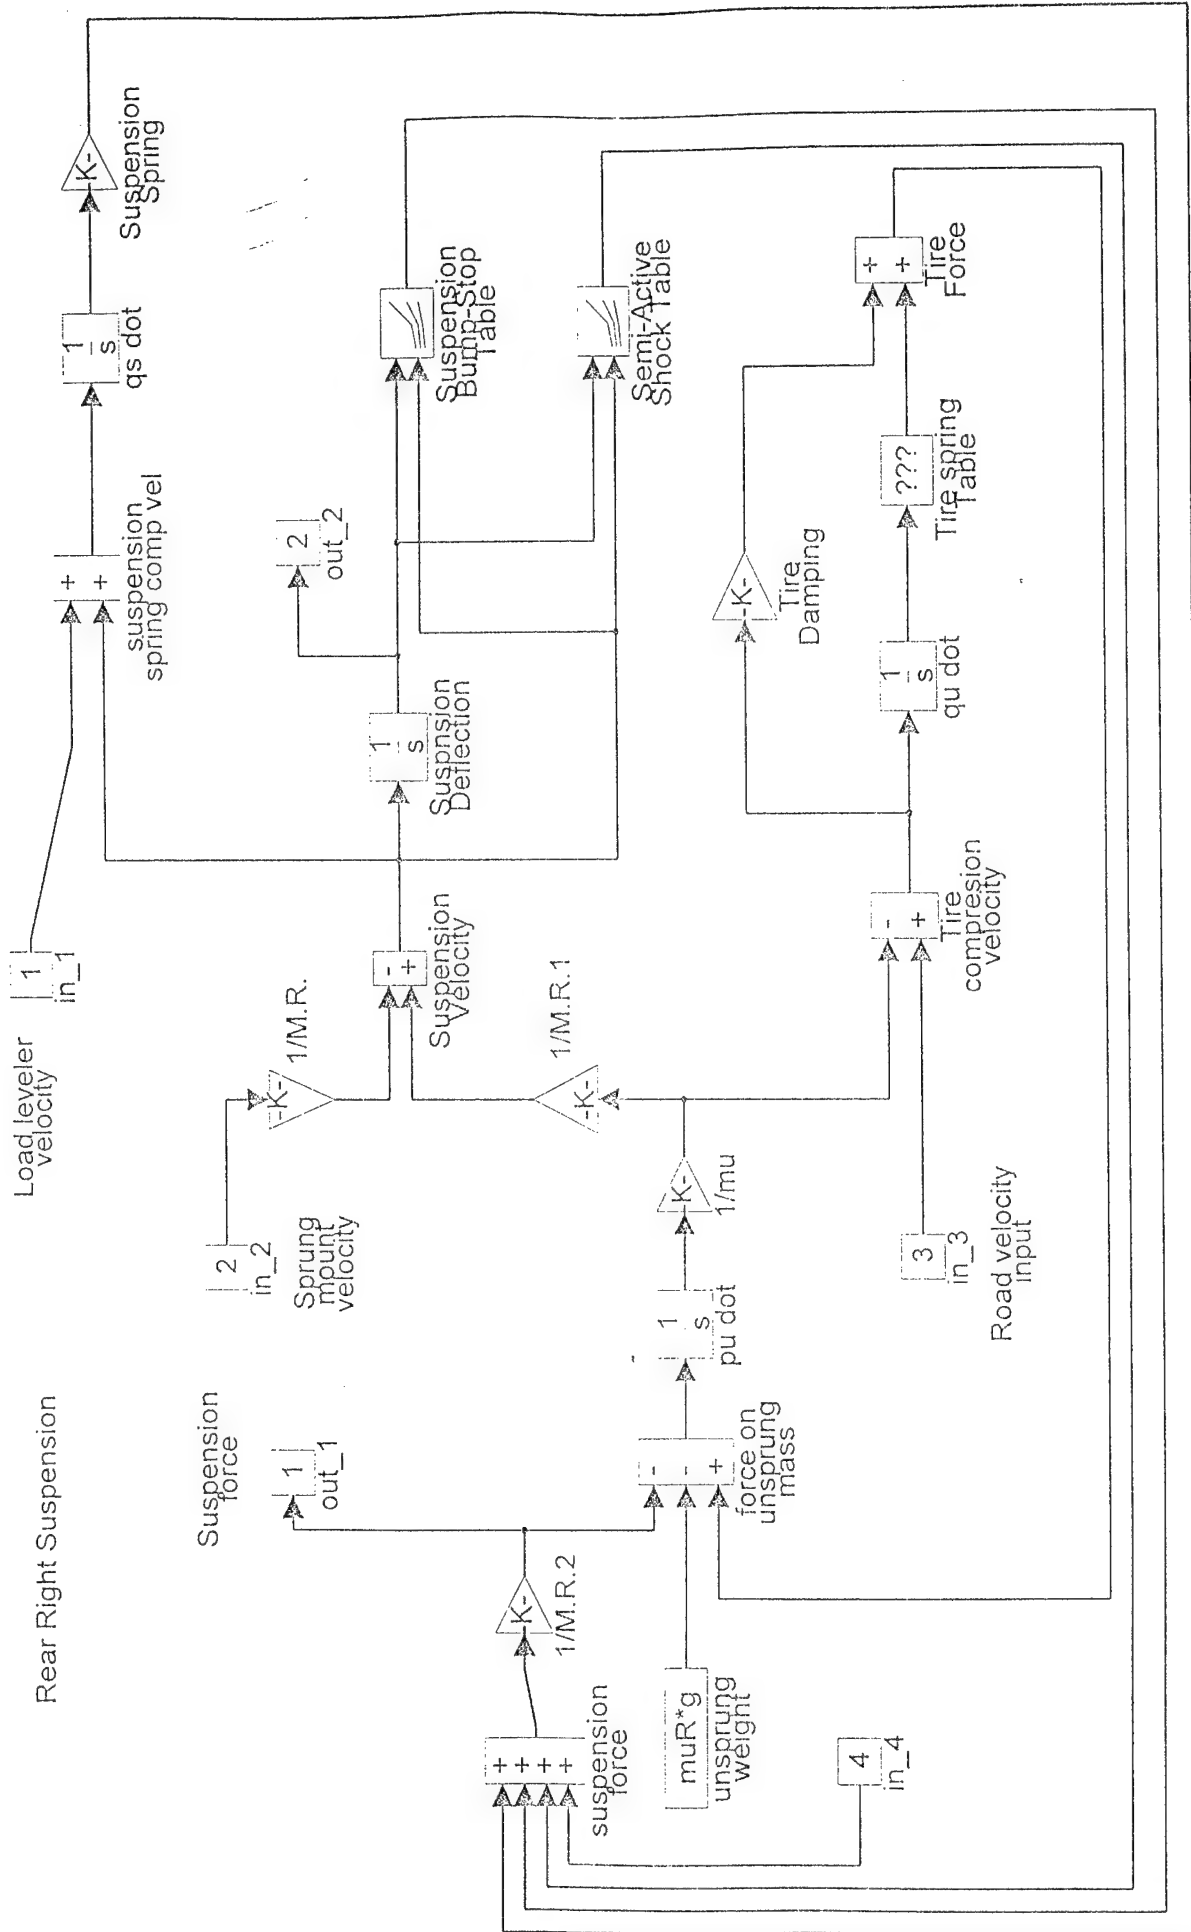 Rear Right Suspension
Load leveler
velocity
1
in_1
+
+
suspension
spring comp vel
1
s
qs dot
K-
Suspension
Spring
2
in_2
Sprung
mount
velocity
-K-
1/M.R.
-
+
Suspension
Velocity
1
s
Suspnsion
Deflection
2
out_2
Suspension
Bump-Stop
Table
Semi-Active
Shock Table
Suspension
force
1
out_1
+
+
+
+
suspension
force
K-
1/M.R.2
muR*g
unsprung
weight
4
in_4
-
-
+
force on
unsprung
mass
1
s
pu dot
K-
1/mu
-K-
1/M.R.1
3
in_3
Road velocity
input
-
+
Tire
compresion
velocity
-K-
Tire
Damping
1
s
qu dot
???
Tire spring
Table
+
+
Tire
Force